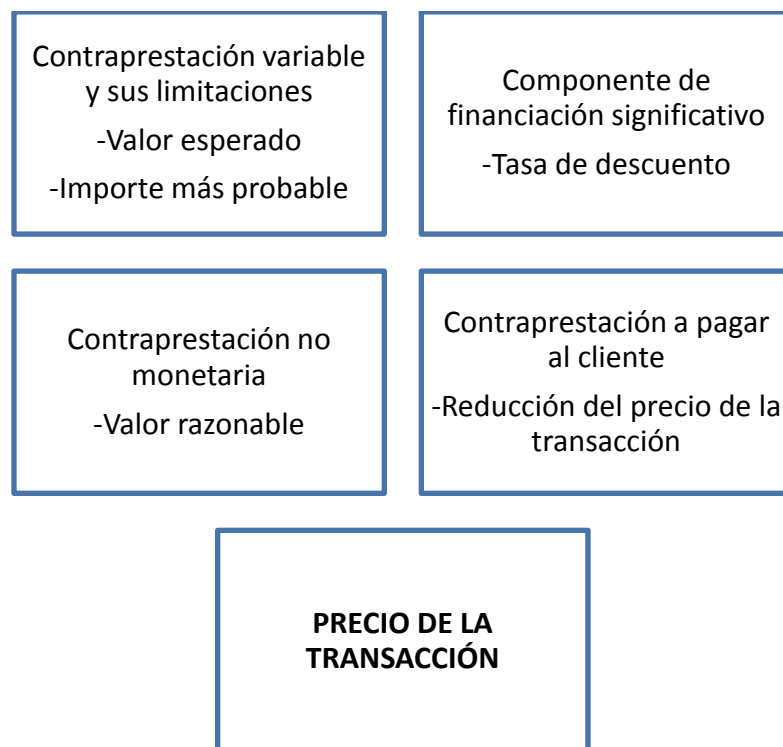 Contraprestación variable
y sus limitaciones
-Valor esperado
-Importe más probable
Componente de
financiación significativo
-Tasa de descuento
Contraprestación no
monetaria
-Valor razonable
Contraprestación a pagar
al cliente
-Reducción del precio de la
transacción
PRECIO DE LA
TRANSACCIÓN